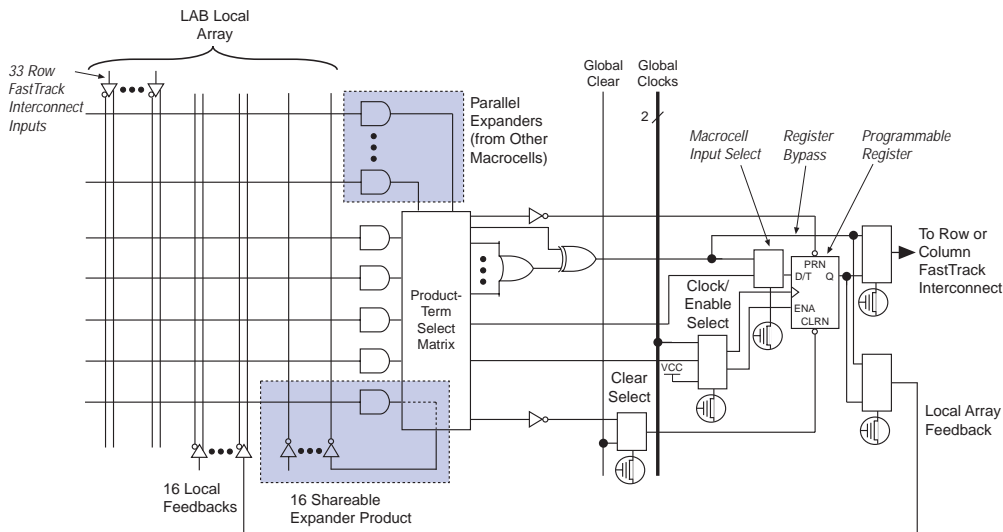 LAB Local
Array
33 Row
FastTrack
Interconnect
Inputs
Parallel
Expanders
(from Other
Macrocells)
Global
Clear
Global
Clocks
2
Macrocell
Input Select
Register
Bypass
Programmable
Register
To Row or
Column
FastTrack
Interconnect
PRN
D/T Q
ENA
CLRN
Product-
Term
Select
Matrix
Clock/
Enable
Select
VCC
Clear
Select
Local Array
Feedback
16 Local
Feedbacks
16 Shareable
Expander Product